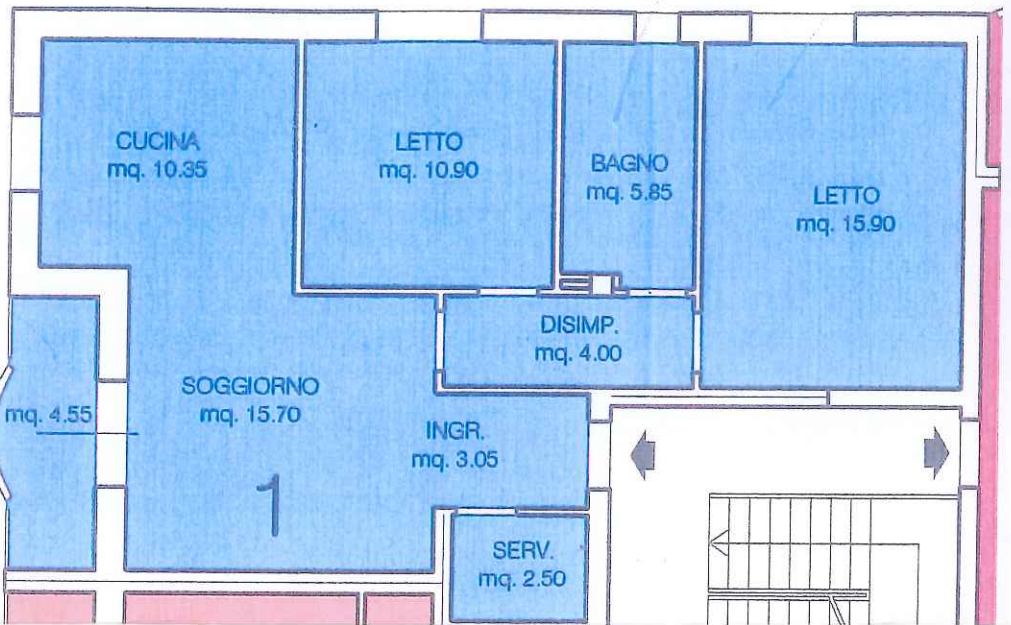 CUCINA
mq. 10.35
LETTO
mq. 10.90
BAGNO
mq. 5.85
LETTO
mq. 15.90
DISIMP.
mq. 4.00
SOGGIORNO
mq. 15.70
mq. 4.55
INGR.
mq. 3.05
1
SERV.
mq. 2.50